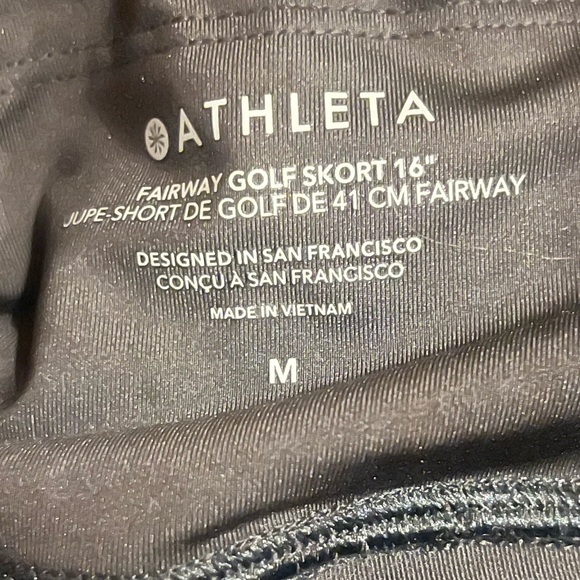 ATHLETA
FAIRWAY GOLF SKORT 16"
JUPE-SHORT DE GOLF DE 41 CM FAIRWAY
DESIGNED IN SAN FRANCISCO
CONÇU À SAN FRANCISCO
MADE IN VIETNAM
M